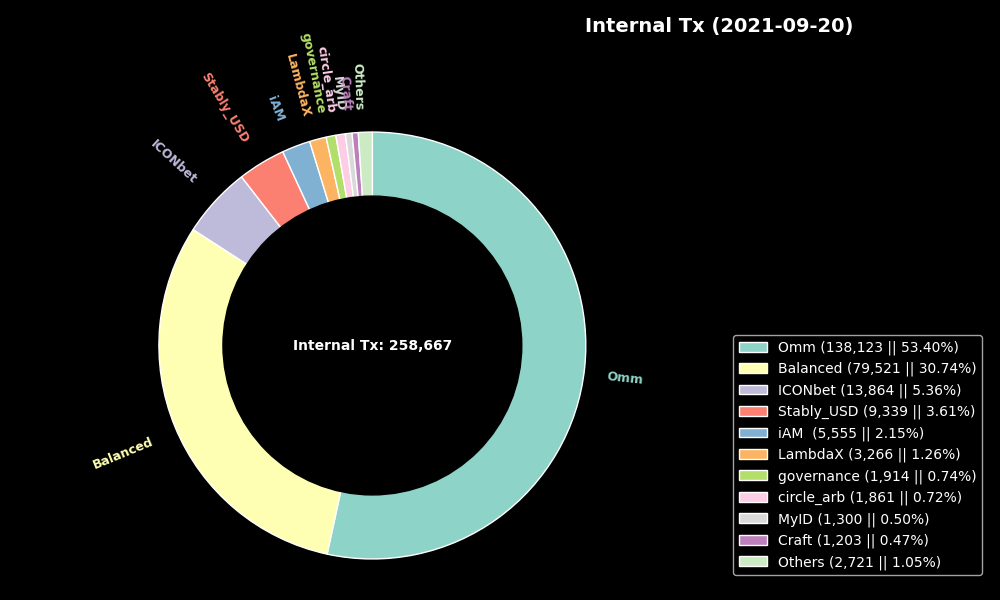 Internal Tx (2021-09-20)
Others
Craft
MyID
circle_arb
governance
LambdaX
iAM
Stably_USD
ICONbet
Balanced
Omm
Internal Tx: 258,667
Omm (138,123 || 53.40%)
Balanced (79,521 || 30.74%)
ICONbet (13,864 || 5.36%)
Stably_USD (9,339 || 3.61%)
iAM  (5,555 || 2.15%)
LambdaX (3,266 || 1.26%)
governance (1,914 || 0.74%)
circle_arb (1,861 || 0.72%)
MyID (1,300 || 0.50%)
Craft (1,203 || 0.47%)
Others (2,721 || 1.05%)